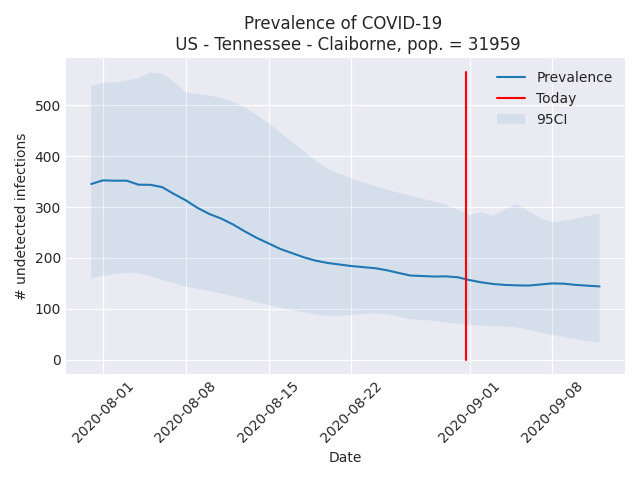 Prevalence of COVID-19
US - Tennessee - Claiborne, pop. = 31959
Prevalence
Today
95CI
# undetected infections
500
400
300
200
100
0
2020-08-01
2020-08-08
2020-08-15
2020-08-22
2020-09-01
2020-09-08
Date